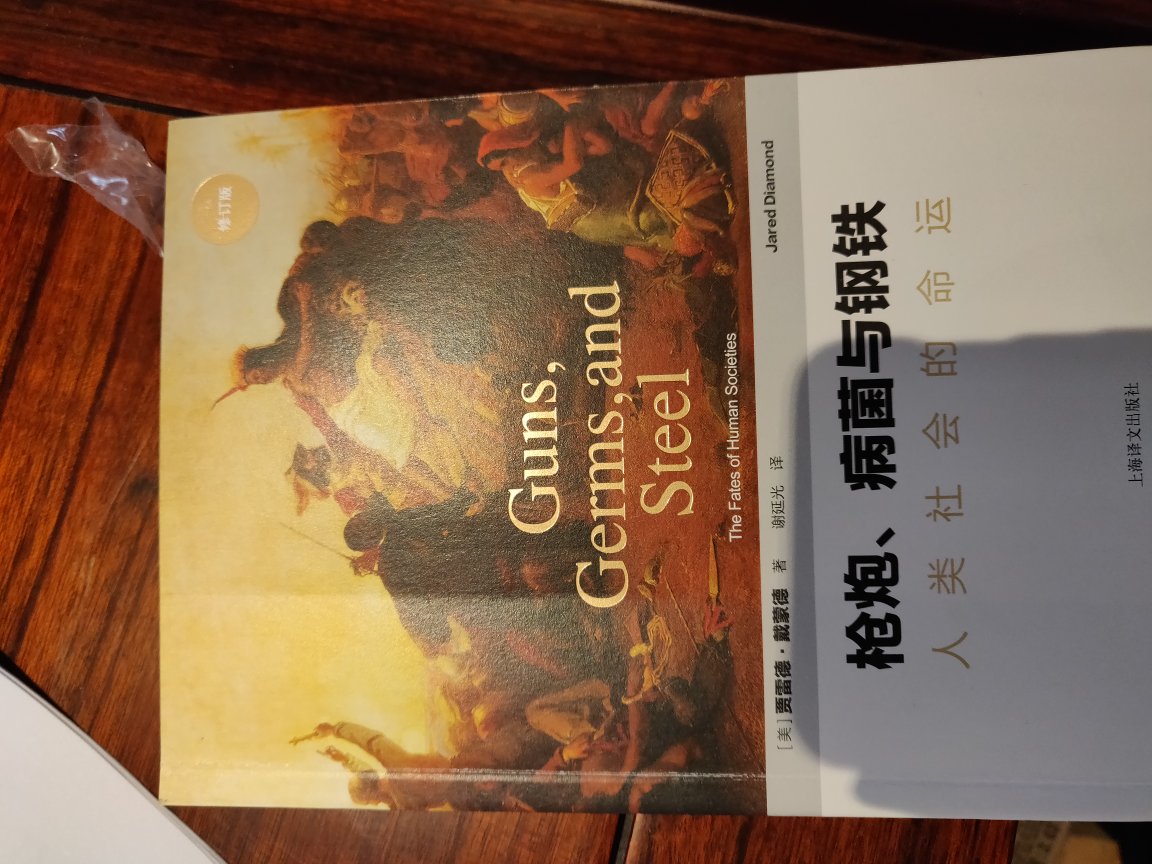 修订版
Guns,
Germs,and
Steel
The Fates of Human Societies
[美]贾雷德·戴蒙德 著 谢延光 译 Jared Diamond
枪炮、病菌与钢铁
人类社会的命运
上海译文出版社